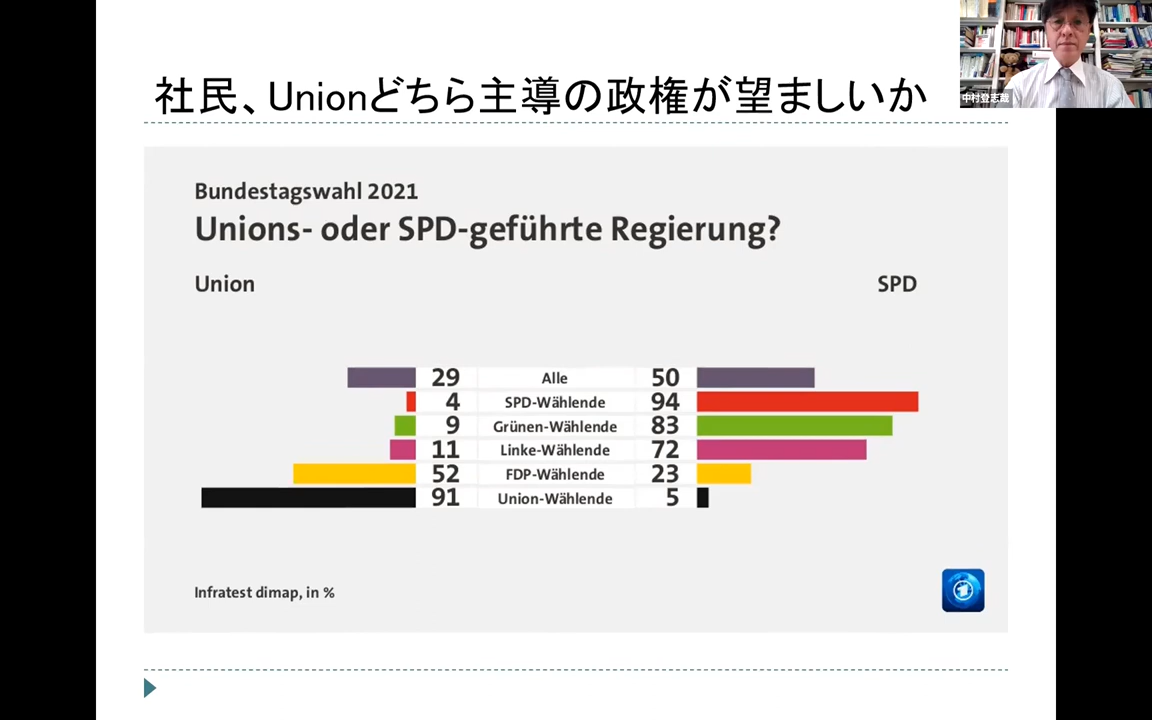 社民、Unionどちら主導の政権が望ましいか
中村登志蔵
Bundestagswahl 2021
Unions- oder SPD-geführte Regierung?
Union SPD
29 Alle 50
4 SPD-Wählende 94
9 Grünen-Wählende 83
11 Linke-Wählende 72
52 FDP-Wählende 23
91 Union-Wählende 5
Infratest dimap, in %